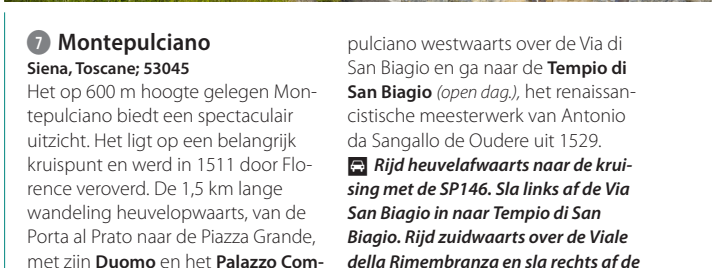 7 Montepulciano
Siena, Toscane; 53045
Het op 600 m hoogte gelegen Mon-
tepulciano biedt een spectaculair
uitzicht. Het ligt op een belangrijk
kruispunt en werd in 1511 door Flo-
rence veroverd. De 1,5 km lange
wandeling heuvelopwaarts, van de
Porta al Prato naar de Piazza Grande,
met zijn Duomo en het Palazzo Com-
pulciano westwaarts over de Via di
San Biagio en ga naar de Tempio di
San Biagio (open dag.), het renaissan-
cistische meesterwerk van Antonio
da Sangallo de Oudere uit 1529.
Rijd heuvelafwaarts naar de krui-
sing met de SP146. Sla links af de Via
San Biagio in naar Tempio di San
Biagio. Rijd zuidwaarts over de Viale
della Rimembranza en sla rechts af de